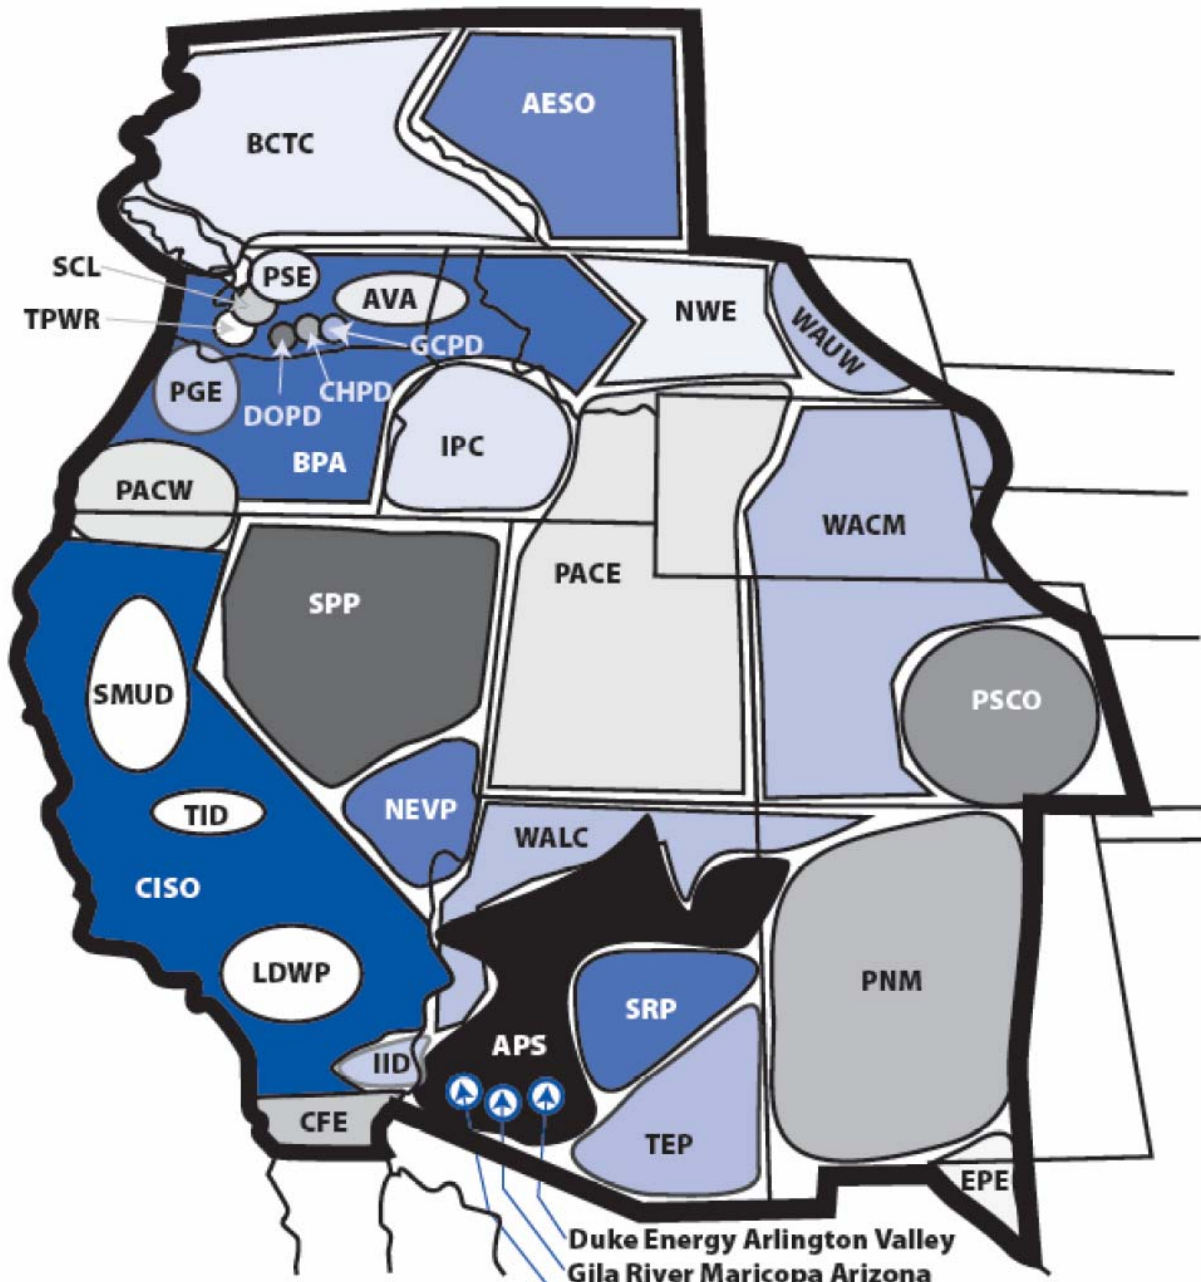 AESO
BCTC
SCL
PSE
TPWR
AVA
NWE
WAUW
GCPD
PGE
CHPD
DOPD
IPC
BPA
PACW
WACM
PACE
SPP
SMUD
PSCO
NEVP
TID
WALC
CISO
LDWP
PNM
SRP
APS
IID
CFE
TEP
EPE
Duke Energy Arlington Valley
Gila River Maricopa Arizona